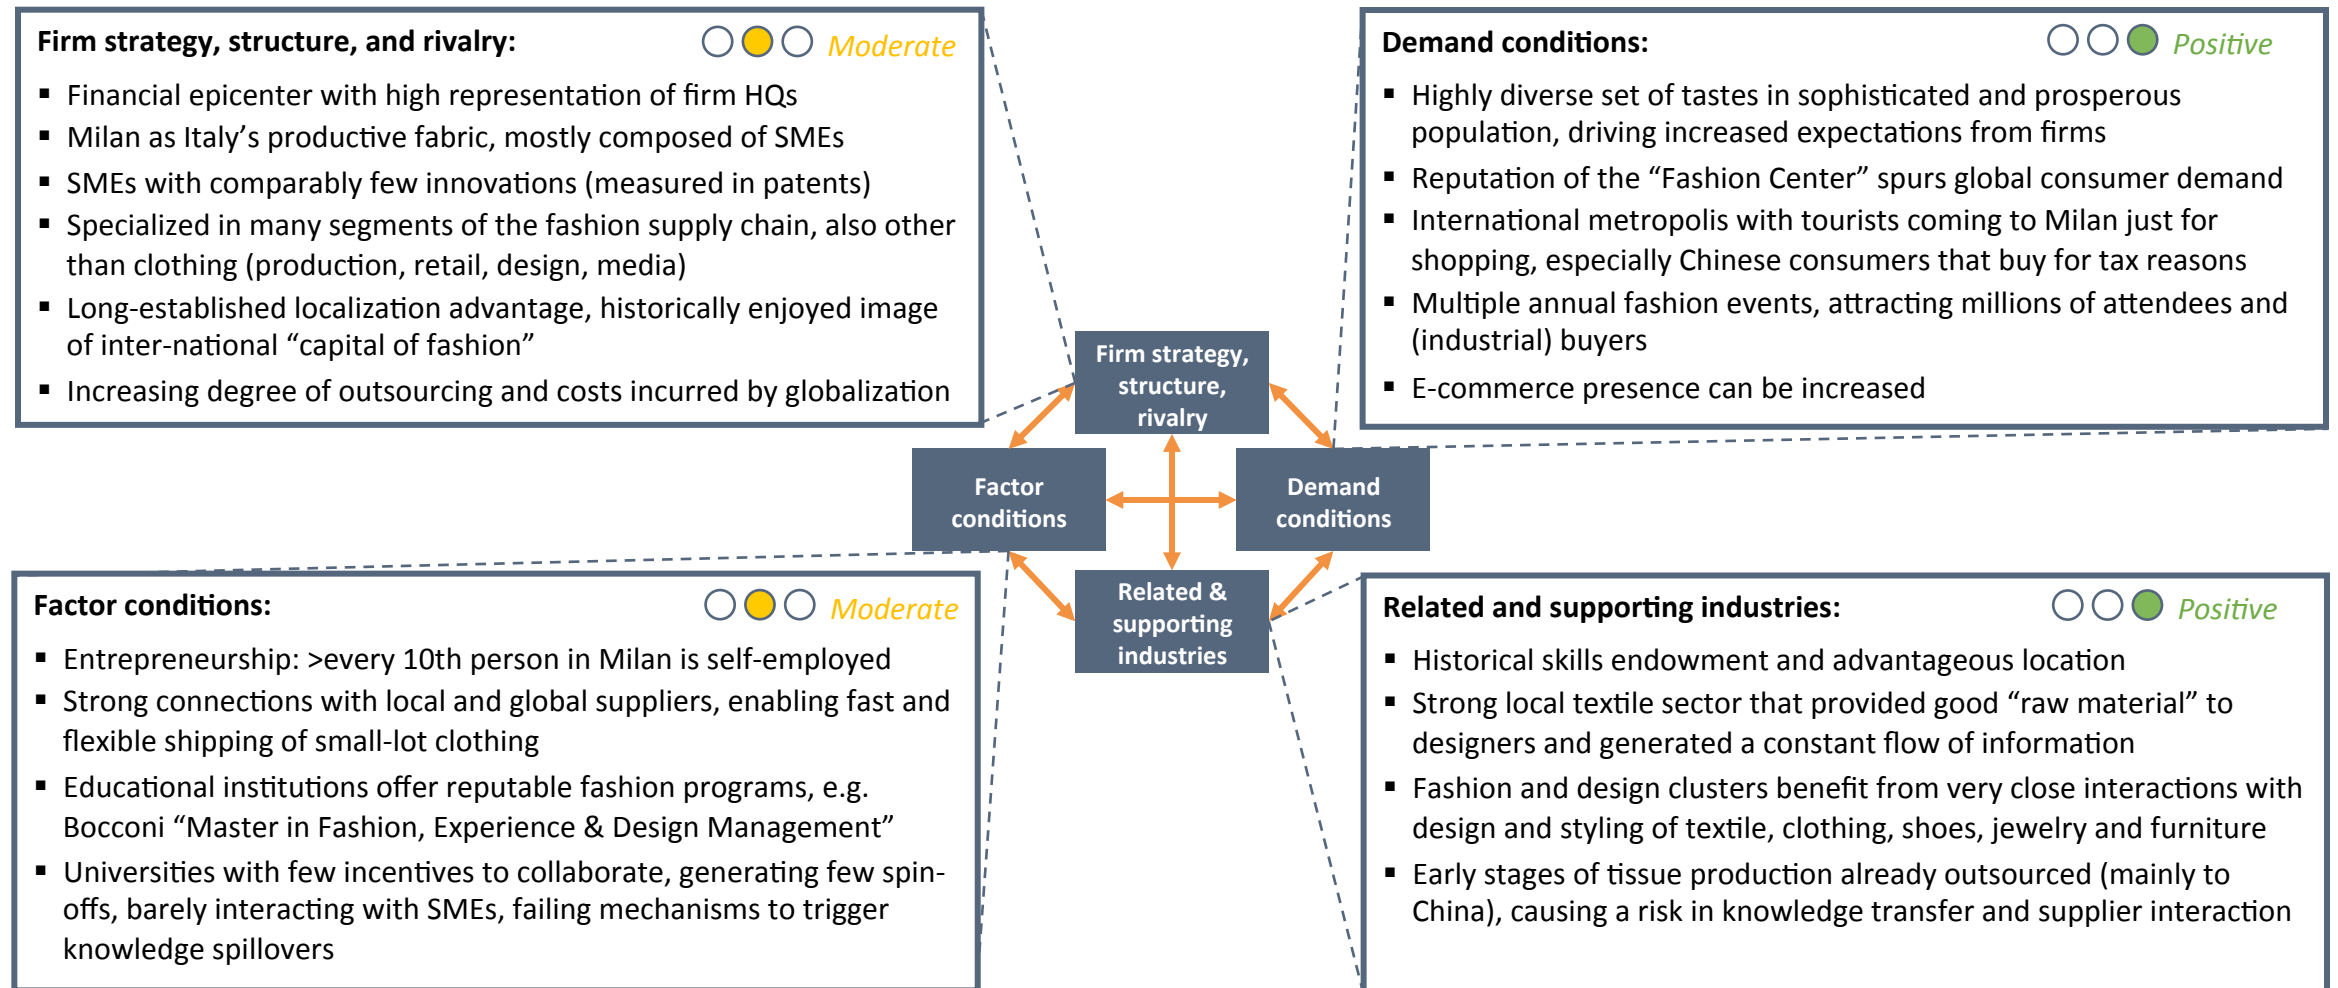 Firm strategy, structure, and rivalry:
Moderate
▪ Financial epicenter with high representation of firm HQs
▪ Milan as Italy's productive fabric, mostly composed of SMEs
▪ SMEs with comparably few innovations (measured in patents)
▪ Specialized in many segments of the fashion supply chain, also other
than clothing (production, retail, design, media)
▪ Long-established localization advantage, historically enjoyed image
of inter-national “capital of fashion”
▪ Increasing degree of outsourcing and costs incurred by globalization
Demand conditions:
Positive
▪ Highly diverse set of tastes in sophisticated and prosperous
population, driving increased expectations from firms
▪ Reputation of the “Fashion Center” spurs global consumer demand
▪ International metropolis with tourists coming to Milan just for
shopping, especially Chinese consumers that buy for tax reasons
▪ Multiple annual fashion events, attracting millions of attendees and
(industrial) buyers
▪ E-commerce presence can be increased
Firm strategy,
structure,
rivalry
Factor
conditions
Demand
conditions
Related &
supporting
industries
Factor conditions:
Moderate
▪ Entrepreneurship: >every 10th person in Milan is self-employed
▪ Strong connections with local and global suppliers, enabling fast and
flexible shipping of small-lot clothing
▪ Educational institutions offer reputable fashion programs, e.g.
Bocconi “Master in Fashion, Experience & Design Management”
▪ Universities with few incentives to collaborate, generating few spin-
offs, barely interacting with SMEs, failing mechanisms to trigger
knowledge spillovers
Related and supporting industries:
Positive
▪ Historical skills endowment and advantageous location
▪ Strong local textile sector that provided good “raw material” to
designers and generated a constant flow of information
▪ Fashion and design clusters benefit from very close interactions with
design and styling of textile, clothing, shoes, jewelry and furniture
▪ Early stages of tissue production already outsourced (mainly to
China), causing a risk in knowledge transfer and supplier interaction